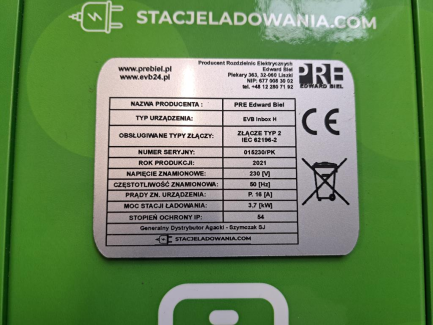 STACJELADOWANIA.COM
www.prebiel.pl
www.evb24.pl
Producent Rozdzielnic Elektrycznych
Edward Biel
Piekary 363, 32-060 Liszki
NIP: 677 008 30 02
tel. +48 12 280 71 92
PRE
EDWARD BIEL
NAZWA PRODUCENTA : PRE Edward Biel
TYP URZĄDZENIA: EVB Inbox H
OBSŁUGIWANE TYPY ZŁĄCZY: ZŁĄCZE TYP 2
IEC 62196-2
NUMER SERYJNY: 015230/PK
ROK PRODUKCJI: 2021
NAPIĘCIE ZNAMIONOWE: 230 [V]
CZĘSTOTLIWOŚĆ ZNAMIONOWA: 50 [Hz]
PRĄDY ZN. URZĄDZENIA: P. 16 [A]
MOC STACJI ŁADOWANIA: 3,7 [kW]
STOPIEŃ OCHRONY IP: 54
Generalny Dystrybutor Agacki - Szymczak SJ
STACJELADOWANIA.COM
CE